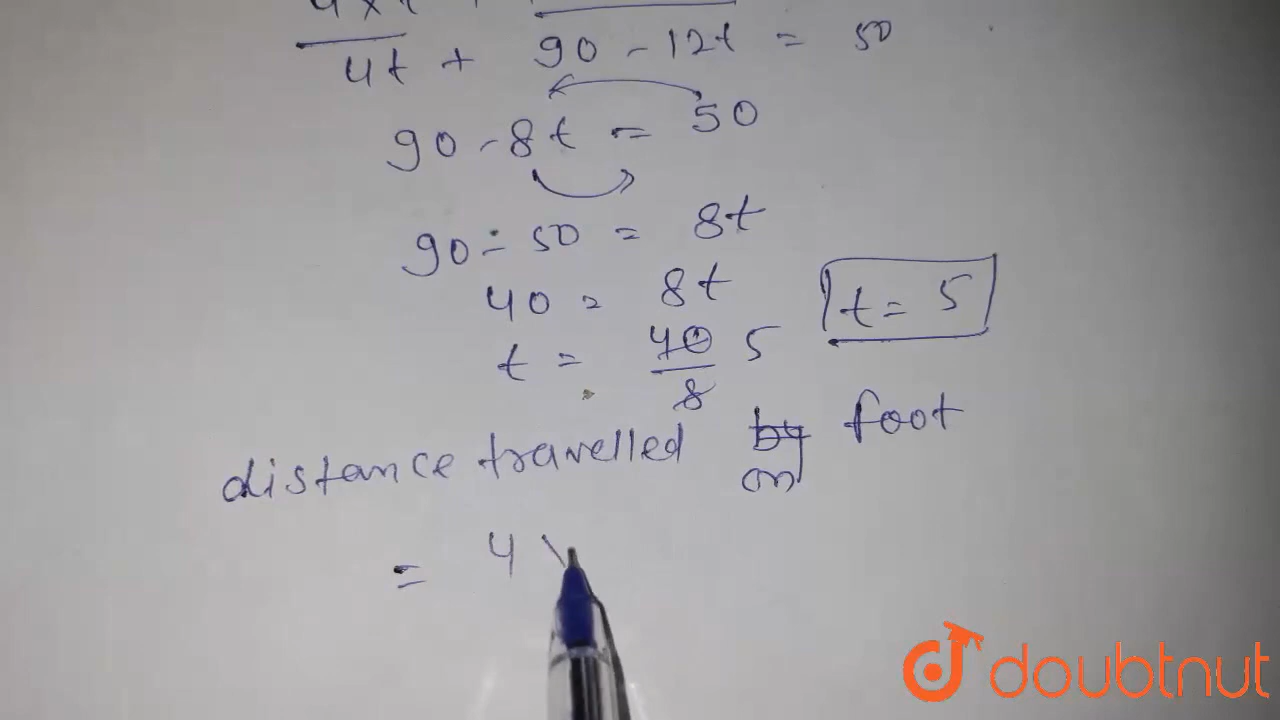 4t + 90 - 12t = 50
90 - 8t = 50
90 - 50 = 8t
40 = 8t
t = 40/8 5
t = 5
distance travelled by on foot
= 4 ×
doubtnut